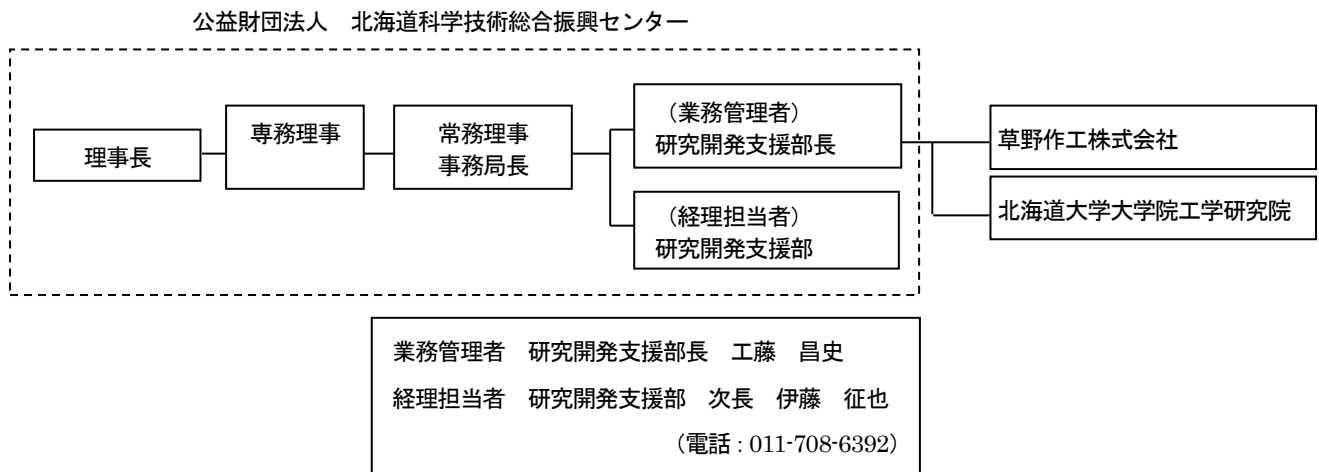 公益財団法人　北海道科学技術総合振興センター
理事長
専務理事
常務理事
事務局長
（業務管理者）
研究開発支援部長
（経理担当者）
研究開発支援部
草野作工株式会社
北海道大学大学院工学研究院
業務管理者　研究開発支援部長　工藤　昌史
経理担当者　研究開発支援部　次長　伊藤　征也
（電話：011-708-6392）